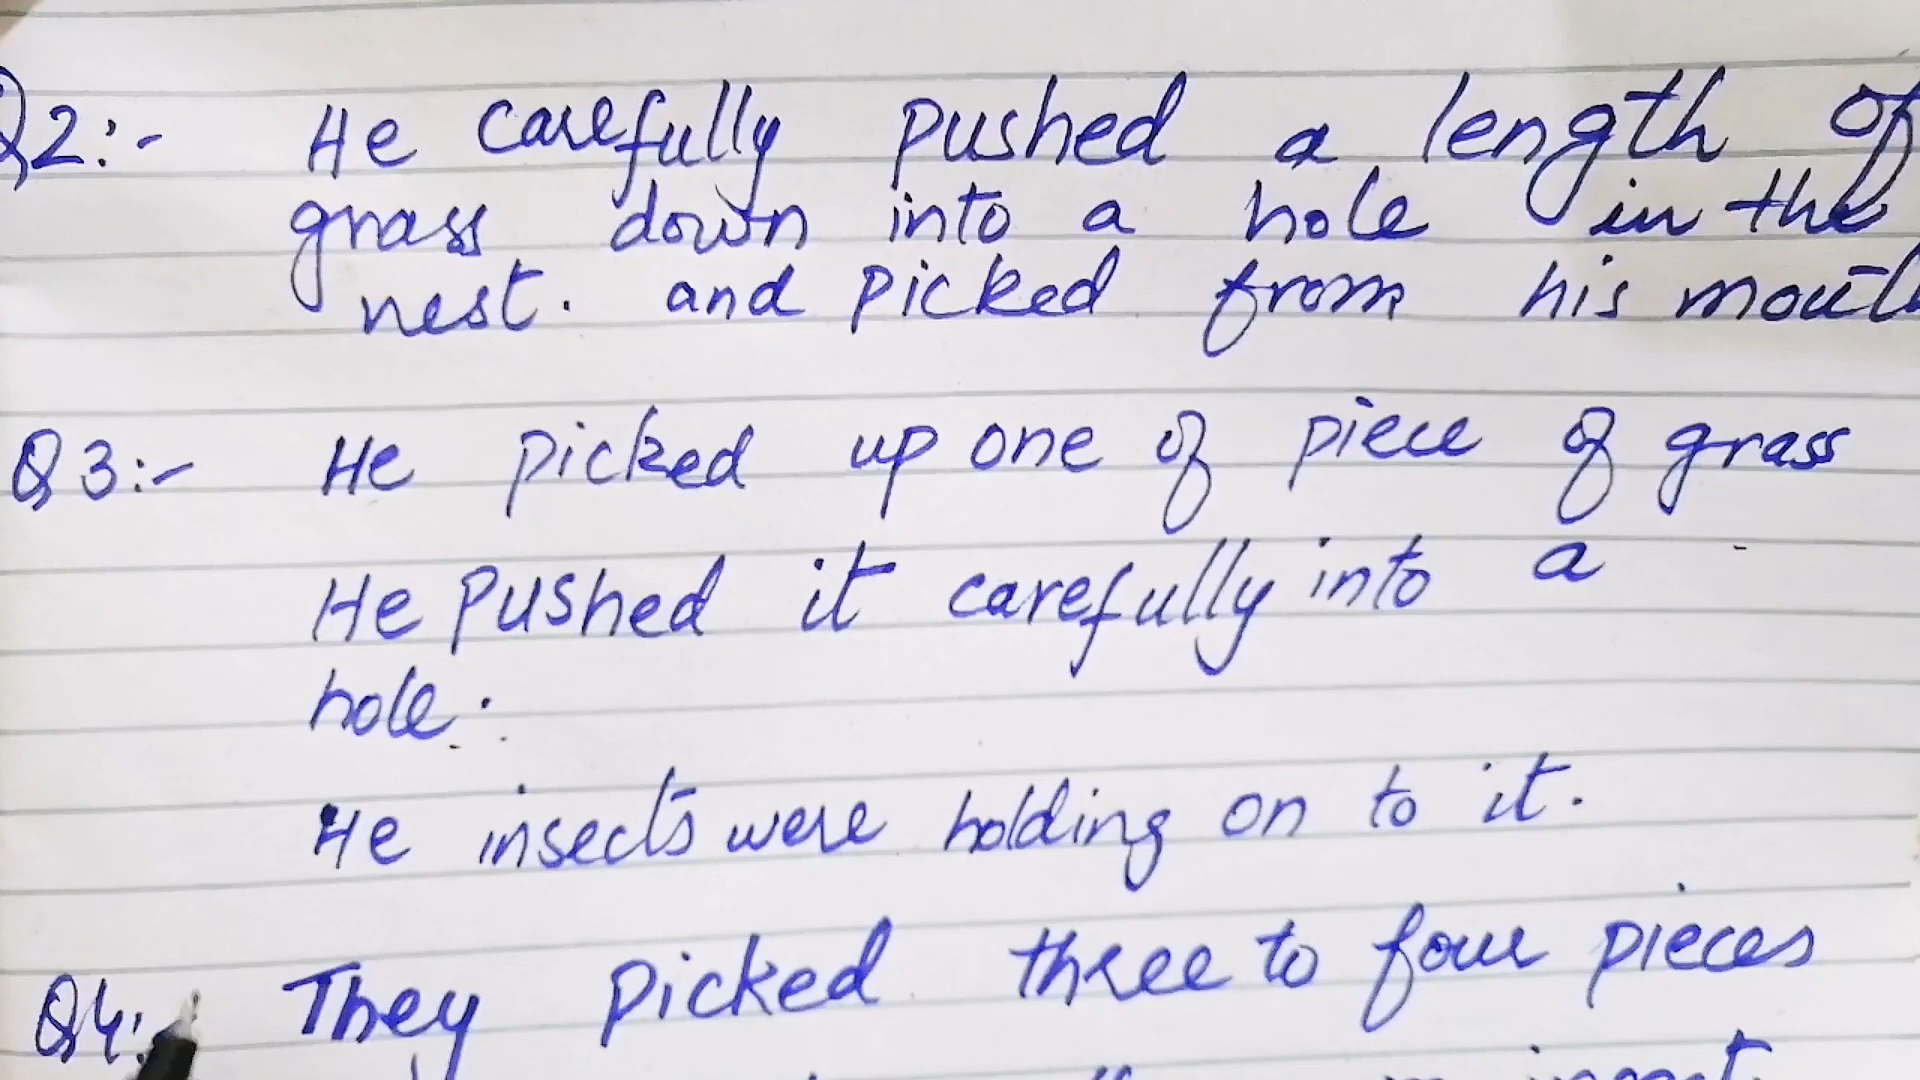 Q2:- He carefully pushed a length of
grass down into a hole in the
nest. and picked from his mouth
Q3:- He picked up one of piece of grass
He pushed it carefully into a
hole.
He insects were holding on to it.
Q4:- They picked three to four pieces
insect.